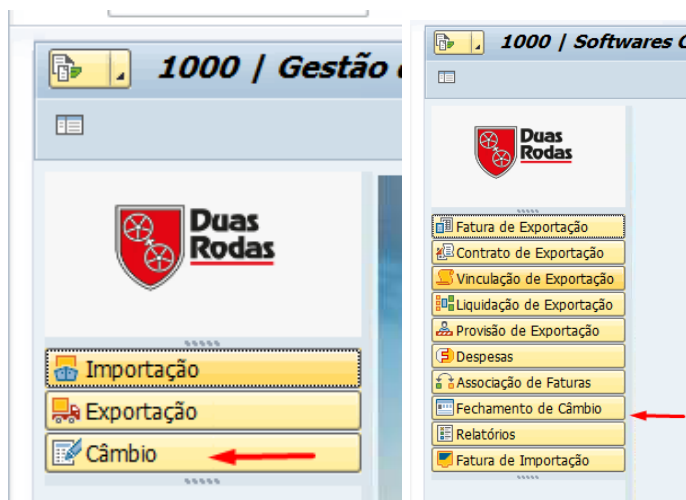 1000 | Gestão
Duas
Rodas
Importação
Exportação
Câmbio
1000 | Softwares
Duas
Rodas
Fatura de Exportação
Contrato de Exportação
Vinculação de Exportação
Liquidação de Exportação
Provisão de Exportação
Despesas
Associação de Faturas
Fechamento de Câmbio
Relatórios
Fatura de Importação